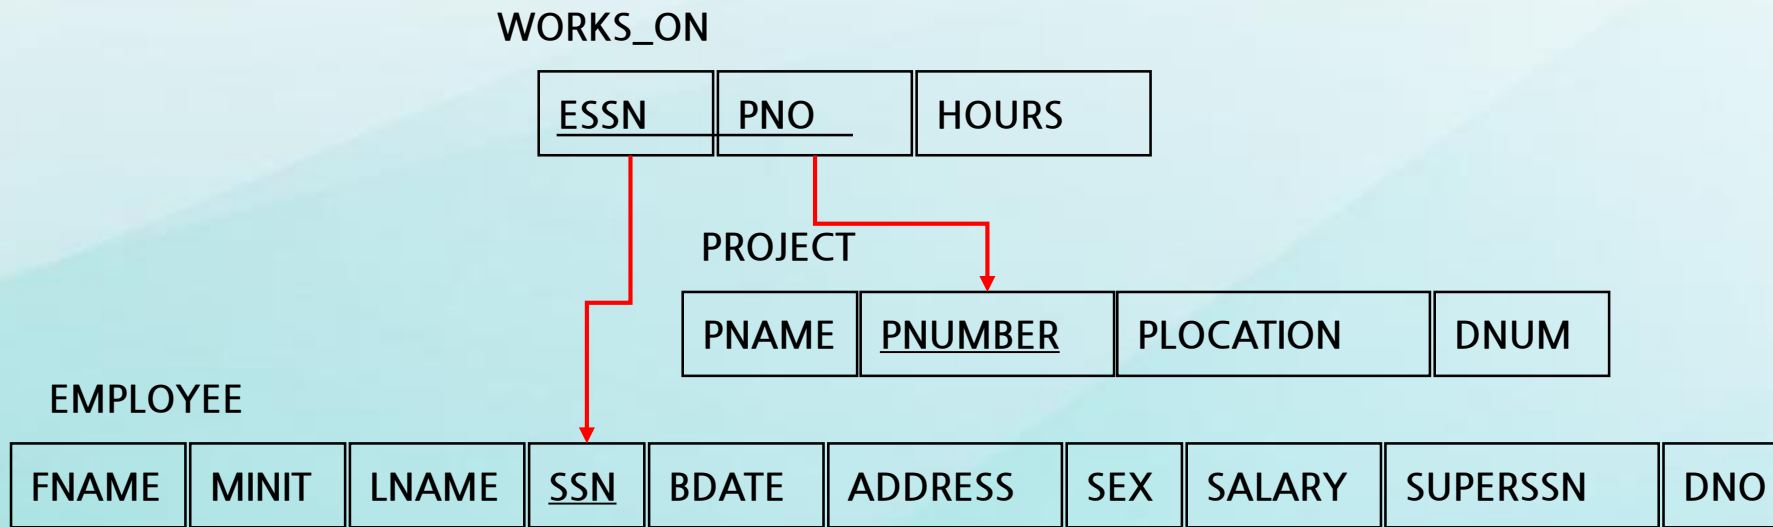 WORKS_ON
ESSN PNO HOURS
PROJECT
PNAME PNUMBER PLOCATION DNUM
EMPLOYEE
FNAME MINIT LNAME SSN BDATE ADDRESS SEX SALARY SUPERSSN DNO